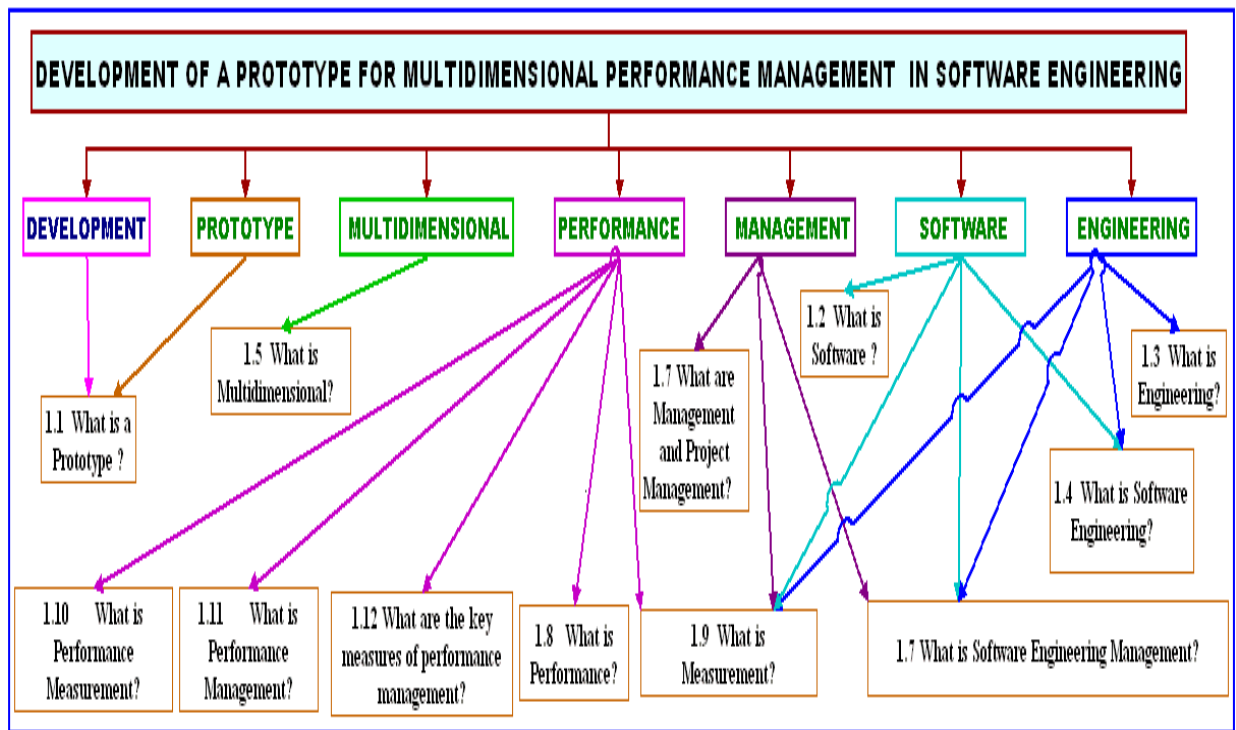 DEVELOPMENT OF A PROTOTYPE FOR MULTIDIMENSIONAL PERFORMANCE MANAGEMENT IN SOFTWARE ENGINEERING
DEVELOPMENT
PROTOTYPE
MULTIDIMENSIONAL
PERFORMANCE
MANAGEMENT
SOFTWARE
ENGINEERING
1.1 What is a
Prototype ?
1.5 What is
Multidimensional?
1.7 What are
Management
and Project
Management?
1.2 What is
Software ?
1.3 What is
Engineering?
1.4 What is Software
Engineering?
1.10 What is
Performance
Measurement?
1.11 What is
Performance
Management?
1.12 What are the key
measures of performance
management?
1.8 What is
Performance?
1.9 What is
Measurement?
1.7 What is Software Engineering Management?